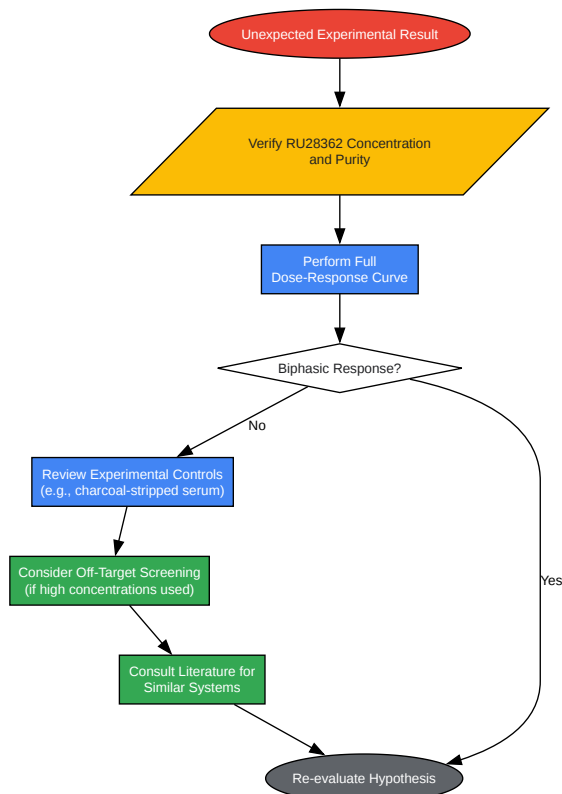 Unexpected Experimental Result
Verify RU28362 Concentration
and Purity
Perform Full
Dose-Response Curve
Biphasic Response?
No
Review Experimental Controls
(e.g., charcoal-stripped serum)
Consider Off-Target Screening
(if high concentrations used)
Yes
Consult Literature for
Similar Systems
Re-evaluate Hypothesis